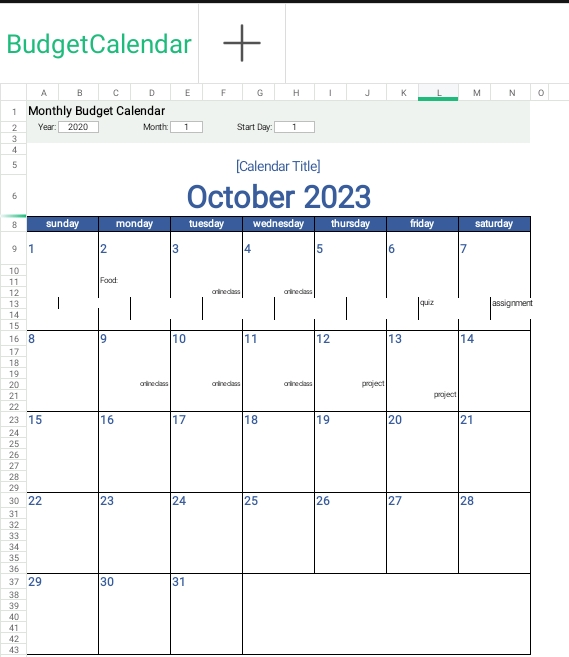 BudgetCalendar
A B C D E F G H I J K L M N O
1 Monthly Budget Calendar
2 Year: 2020 Month: 1 Start Day: 1
3
4
5 [Calendar Title]
6 October 2023
8 sunday monday tuesday wednesday thursday friday saturday
9 1 2 3 4 5 6 7
10
11 Food:
12 online class online class
13 quiz assignment
14
15
16 8 9 10 11 12 13 14
17
18
19
20 online class online class online class project
21 project
22
23 15 16 17 18 19 20 21
24
25
26
27
28
29
30 22 23 24 25 26 27 28
31
32
33
34
35
36
37 29 30 31
38
39
40
41
42
43